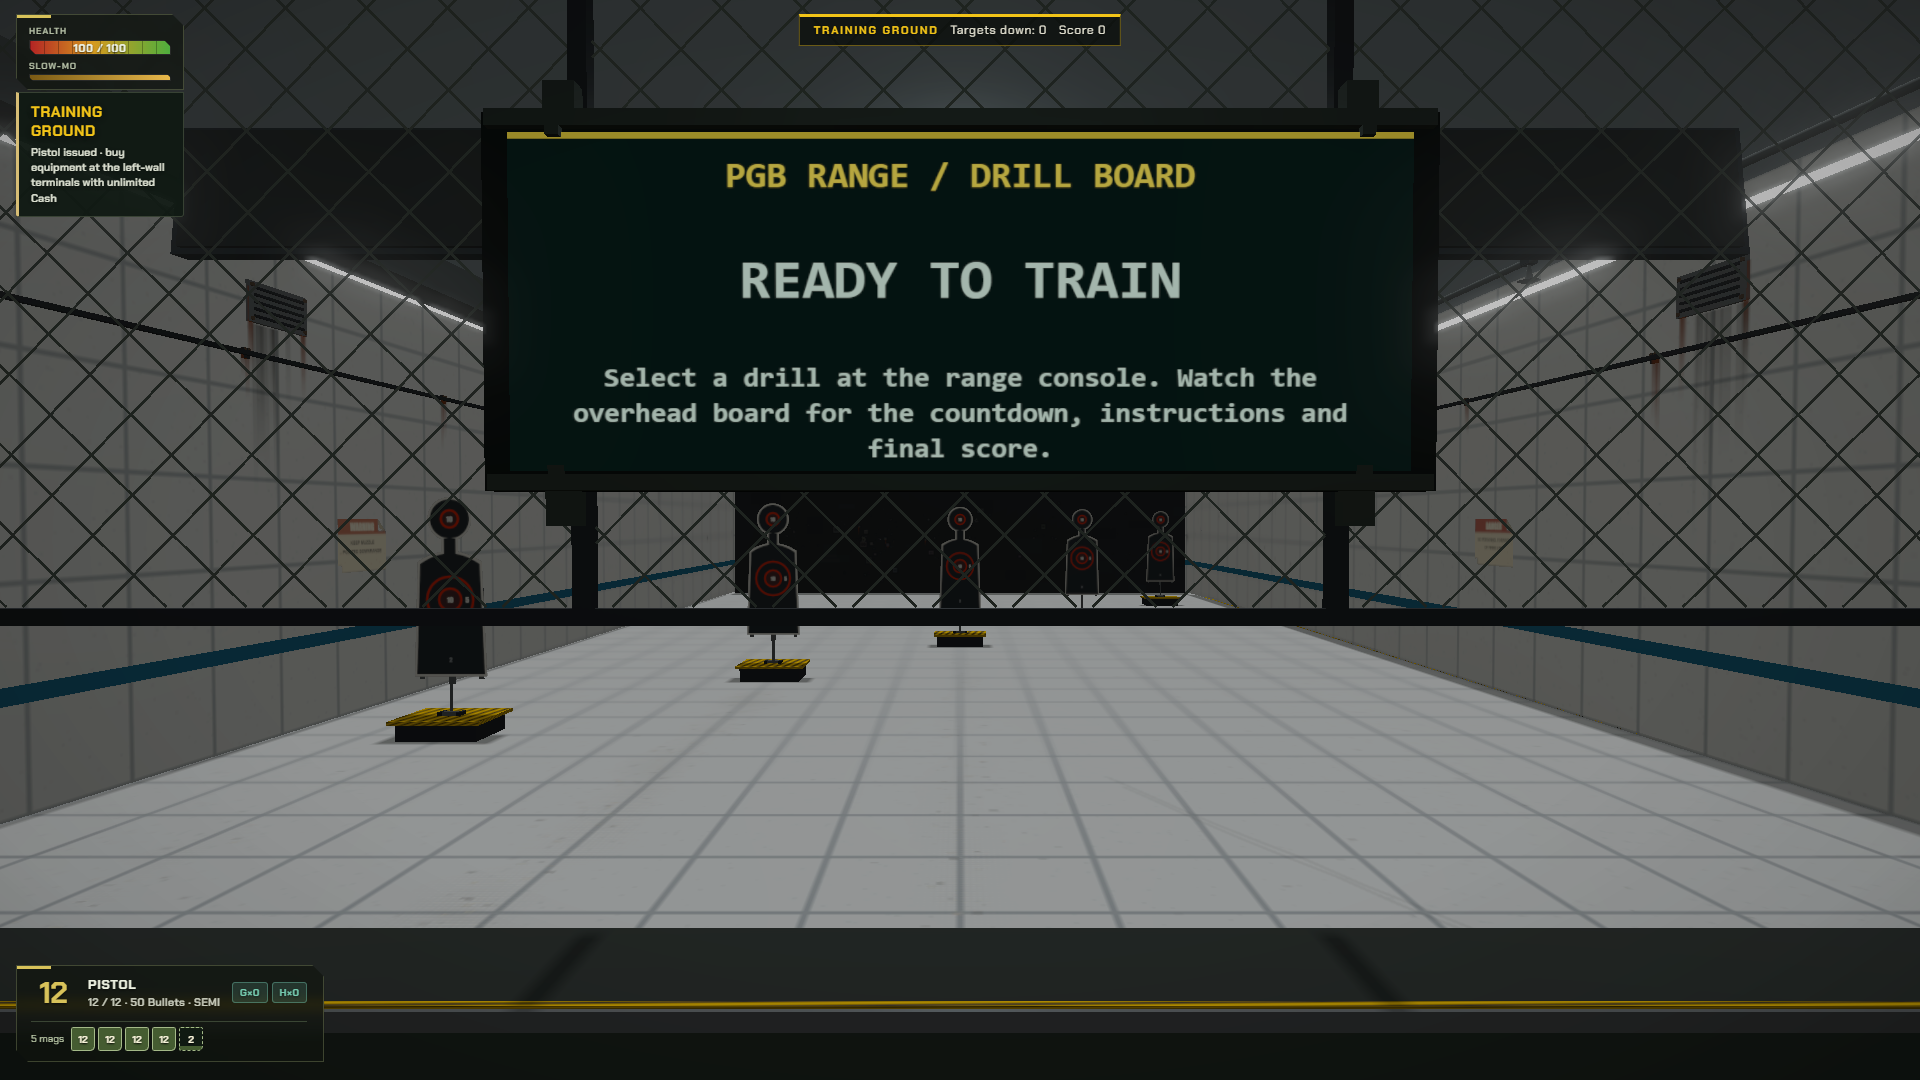 HEALTH
100 / 100
SLOW-MO
TRAINING GROUND Targets down: 0 Score 0
TRAINING
GROUND
Pistol issued · buy
equipment at the left-wall
terminals with unlimited
Cash
PGB RANGE / DRILL BOARD
READY TO TRAIN
Select a drill at the range console. Watch the
overhead board for the countdown, instructions and
final score.
12 PISTOL
12 / 12 · 50 Bullets · SEMI
G×0 H×0
5 mags 12 12 12 12 2